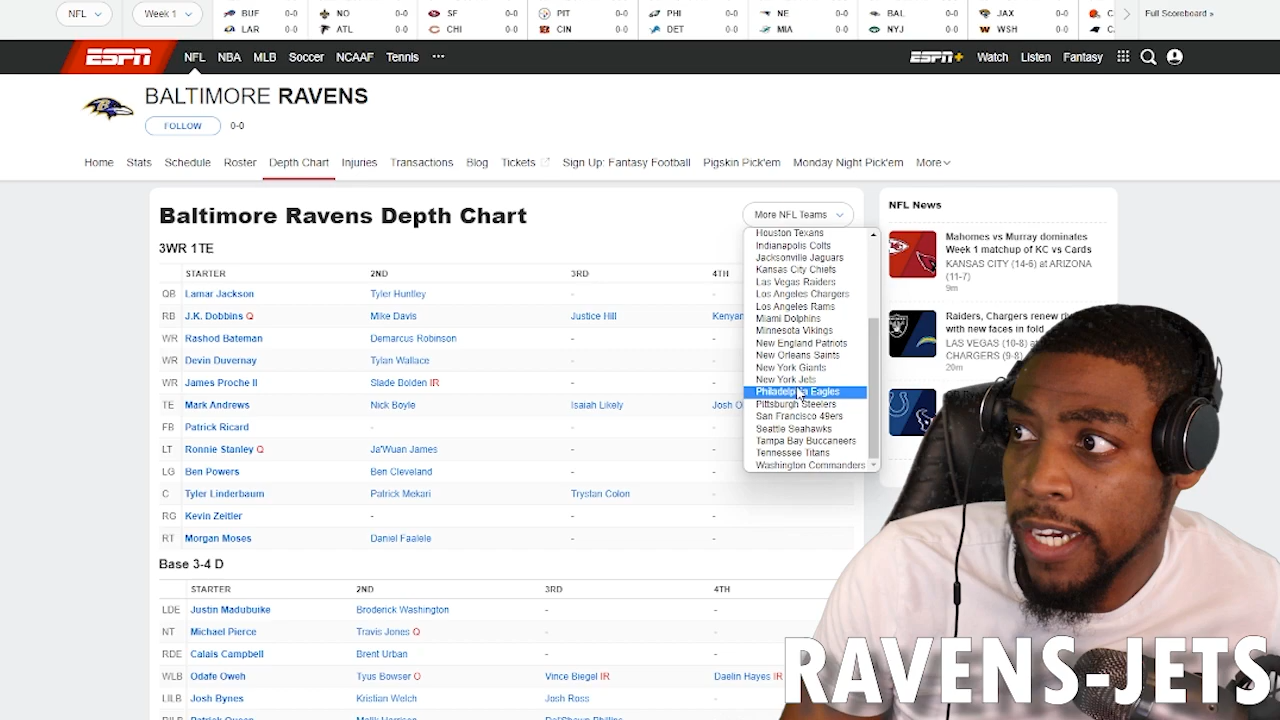 NFL Week 1 BUF 0-0 NO 0-0 SF 0-0 PIT 0-0 PHI 0-0 NE 0-0 BAL 0-0 JAX 0-0 Full Scoreboard »
LAR 0-0 ATL 0-0 CHI 0-0 CIN 0-0 DET 0-0 MIA 0-0 NYJ 0-0 WSH 0-0
ESPN NFL NBA MLB Soccer NCAAF Tennis ESPN+ Watch Listen Fantasy
BALTIMORE RAVENS
FOLLOW 0-0
Home Stats Schedule Roster Depth Chart Injuries Transactions Blog Tickets Sign Up: Fantasy Football Pigskin Pick'em Monday Night Pick'em More
Baltimore Ravens Depth Chart
More NFL Teams
Houston Texans
Indianapolis Colts
Jacksonville Jaguars
Kansas City Chiefs
Las Vegas Raiders
Los Angeles Chargers
Los Angeles Rams
Miami Dolphins
Minnesota Vikings
New England Patriots
New Orleans Saints
New York Giants
New York Jets
Philadelphia Eagles
Pittsburgh Steelers
San Francisco 49ers
Seattle Seahawks
Tampa Bay Buccaneers
Tennessee Titans
Washington Commanders
3WR 1TE
STARTER 2ND 3RD 4TH
QB Lamar Jackson Tyler Huntley - -
RB J.K. Dobbins Q Mike Davis Justice Hill Kenyan
WR Rashod Bateman Demarcus Robinson - -
WR Devin Duvernay Tylan Wallace - -
WR James Proche II Slade Bolden IR - -
TE Mark Andrews Nick Boyle Isaiah Likely Josh O
FB Patrick Ricard - - -
LT Ronnie Stanley Q Ja'Wuan James - -
LG Ben Powers Ben Cleveland - -
C Tyler Linderbaum Patrick Mekari Trystan Colon -
RG Kevin Zeitler - - -
RT Morgan Moses Daniel Faalele - -
Base 3-4 D
STARTER 2ND 3RD 4TH
LDE Justin Madubuike Broderick Washington - -
NT Michael Pierce Travis Jones Q - -
RDE Calais Campbell Brent Urban - -
WLB Odafe Oweh Tyus Bowser O Vince Biegel IR Daelin Hayes IR
LILB Josh Bynes Kristian Welch Josh Ross -
NFL News
Mahomes vs Murray dominates
Week 1 matchup of KC vs Cards
KANSAS CITY (14-6) at ARIZONA
(11-7)
9m
Raiders, Chargers renew
with new faces in fold
LAS VEGAS (10-8)
CHARGERS (9-8)
20m
RAVENS-JETS